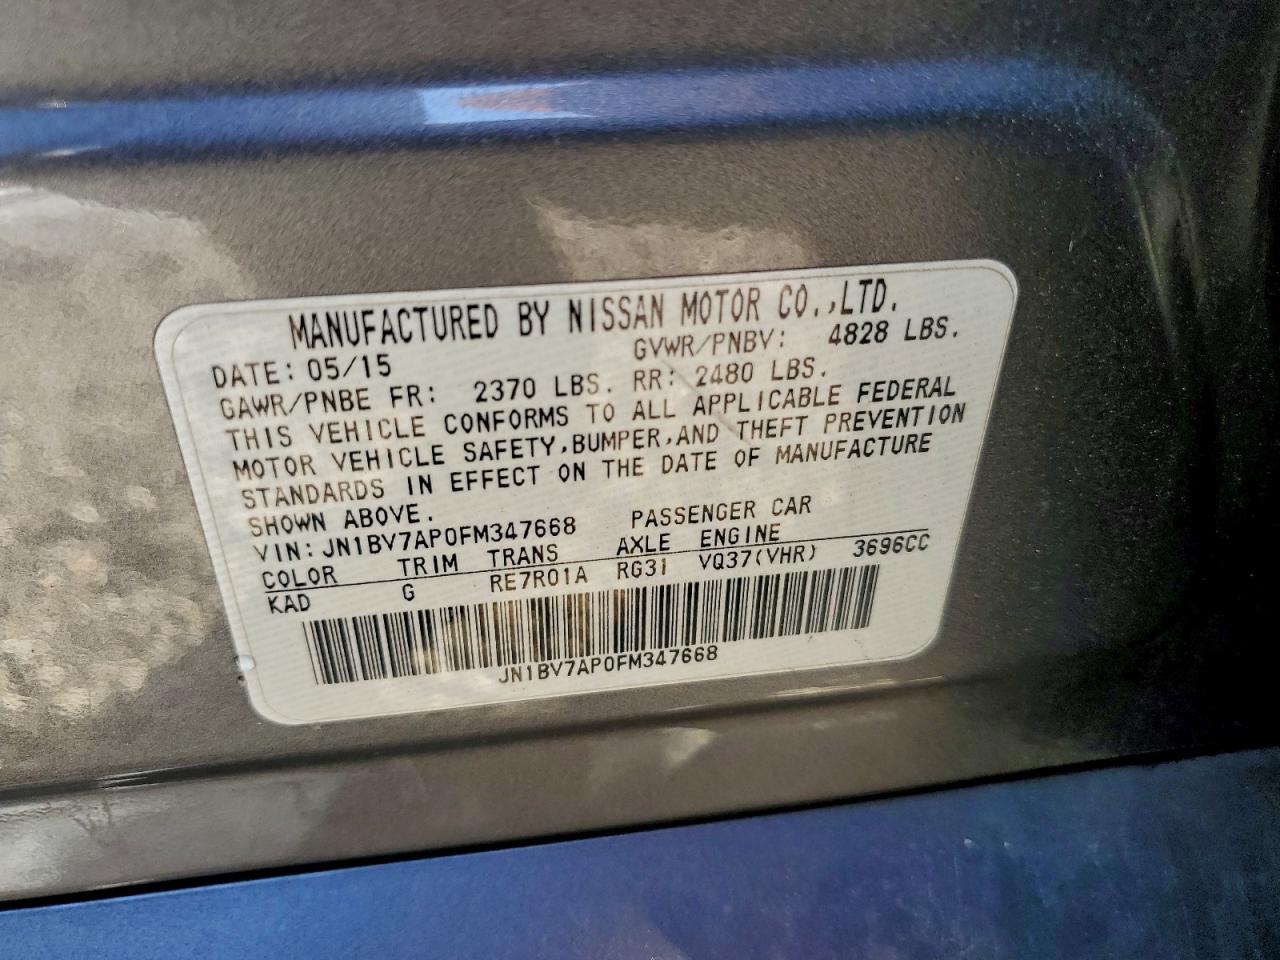 MANUFACTURED BY NISSAN MOTOR CO.,LTD.
DATE: 05/15 GVWR/PNBV: 4828 LBS.
GAWR/PNBE FR: 2370 LBS. RR: 2480 LBS.
THIS VEHICLE CONFORMS TO ALL APPLICABLE FEDERAL
MOTOR VEHICLE SAFETY,BUMPER,AND THEFT PREVENTION
STANDARDS IN EFFECT ON THE DATE OF MANUFACTURE
SHOWN ABOVE.
VIN: JN1BV7AP0FM347668 PASSENGER CAR
COLOR TRIM TRANS AXLE ENGINE
KAD G RE7R01A RG31 VQ37(VHR) 3696CC
JN1BV7AP0FM347668